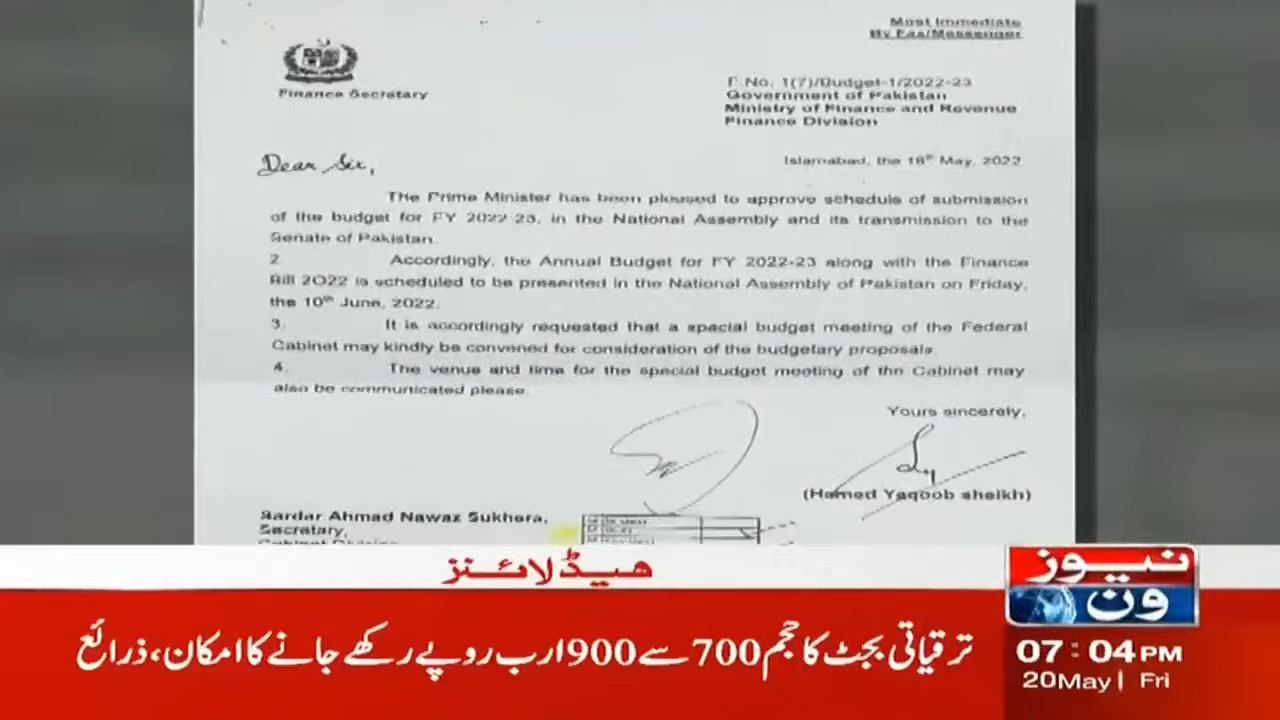 Most Immediate
By Fax/Messenger
Finance Secretary
F.No. 1(7)/Budget-1/2022-23
Government of Pakistan
Ministry of Finance and Revenue
Finance Division
Islamabad, the 18th May, 2022
Dear Sir,
The Prime Minister has been pleased to approve schedule of submission
of the budget for FY 2022-23, in the National Assembly and its transmission to the
Senate of Pakistan.
2. Accordingly, the Annual Budget for FY 2022-23 along with the Finance
Bill 2022 is scheduled to be presented in the National Assembly of Pakistan on Friday,
the 10th June, 2022.
3. It is accordingly requested that a special budget meeting of the Federal
Cabinet may kindly be convened for consideration of the budgetary proposals.
4. The venue and time for the special budget meeting of the Cabinet may
also be communicated please.
Yours sincerely,
(Hamed Yaqoob sheikh)
Sardar Ahmad Nawaz Sukhera,
Secretary,
ہیڈلائنز
نیوز
ون
ترقیاتی بجٹ کا حجم 700 سے 900 ارب روپے رکھے جانے کا امکان، ذرائع
07:04PM
20May| Fri